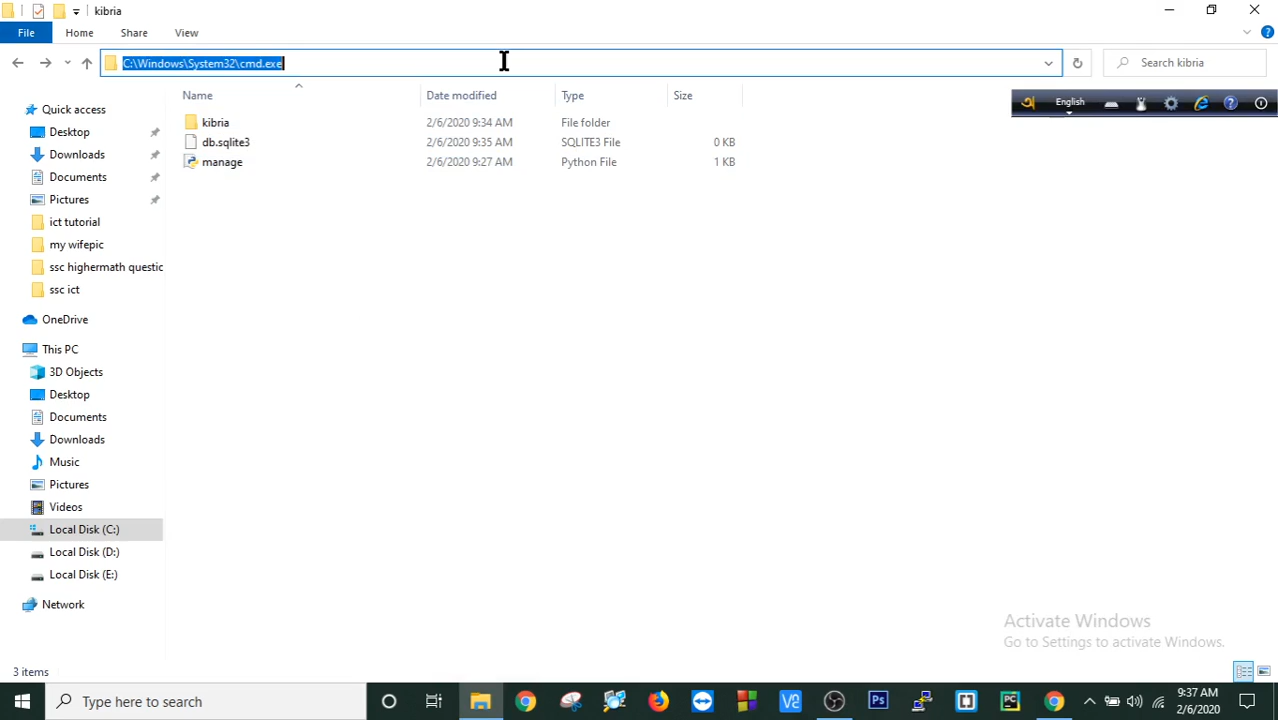 kibria
File Home Share View
C:\Windows\System32\cmd.exe
Search kibria
Name Date modified Type Size
English
Quick access
Desktop
Downloads
Documents
Pictures
ict tutorial
my wifepic
ssc highermath questio
ssc ict
OneDrive
This PC
3D Objects
Desktop
Documents
Downloads
Music
Pictures
Videos
Local Disk (C:)
Local Disk (D:)
Local Disk (E:)
Network
kibria 2/6/2020 9:34 AM File folder
db.sqlite3 2/6/2020 9:35 AM SQLITE3 File 0 KB
manage 2/6/2020 9:27 AM Python File 1 KB
Activate Windows
Go to Settings to activate Windows.
3 items
Type here to search
Ps
PC
9:37 AM
2/6/2020